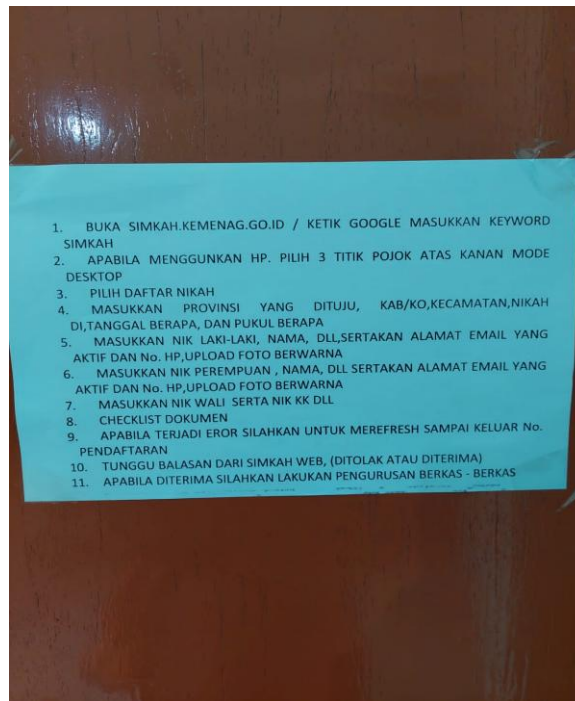 1. BUKA SIMKAH.KEMENAG.GO.ID / KETIK GOOGLE MASUKKAN KEYWORD
SIMKAH
2. APABILA MENGGUNKAN HP. PILIH 3 TITIK POJOK ATAS KANAN MODE
DESKTOP
3. PILIH DAFTAR NIKAH
4. MASUKKAN PROVINSI YANG DITUJU, KAB/KO,KECAMATAN,NIKAH
DI,TANGGAL BERAPA, DAN PUKUL BERAPA
5. MASUKKAN NIK LAKI-LAKI, NAMA, DLL,SERTAKAN ALAMAT EMAIL YANG
AKTIF DAN No. HP,UPLOAD FOTO BERWARNA
6. MASUKKAN NIK PEREMPUAN , NAMA, DLL SERTAKAN ALAMAT EMAIL YANG
AKTIF DAN No. HP,UPLOAD FOTO BERWARNA
7. MASUKKAN NIK WALI SERTA NIK KK DLL
8. CHECKLIST DOKUMEN
9. APABILA TERJADI EROR SILAHKAN UNTUK MEREFRESH SAMPAI KELUAR No.
PENDAFTARAN
10. TUNGGU BALASAN DARI SIMKAH WEB, (DITOLAK ATAU DITERIMA)
11. APABILA DITERIMA SILAHKAN LAKUKAN PENGURUSAN BERKAS - BERKAS